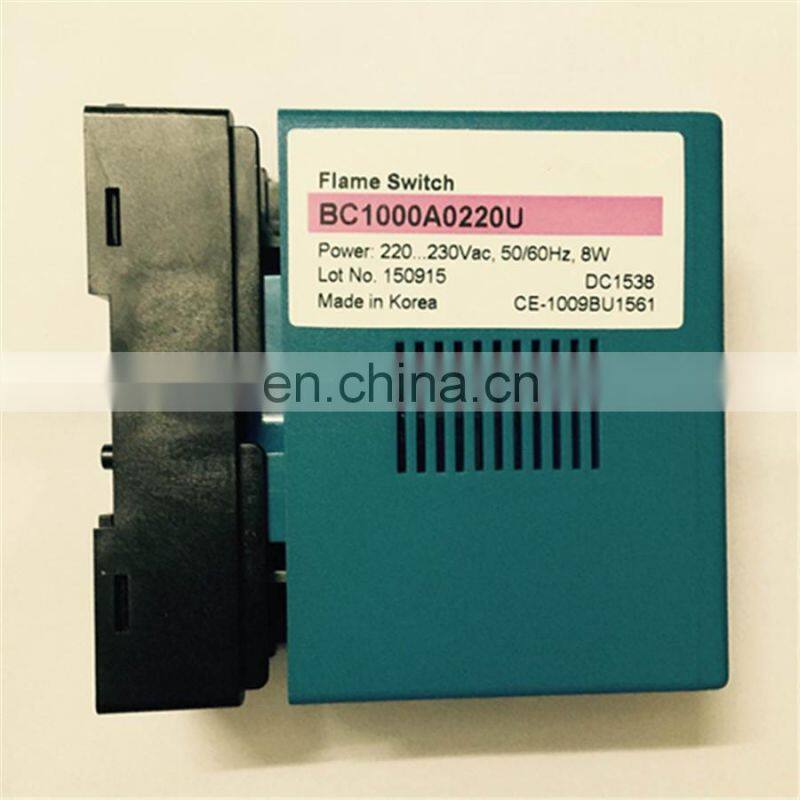 Flame Switch
BC1000A0220U
Power: 220...230Vac, 50/60Hz, 8W
Lot No. 150915
DC1538
Made in Korea
CE-1009BU1561
en.china.cn